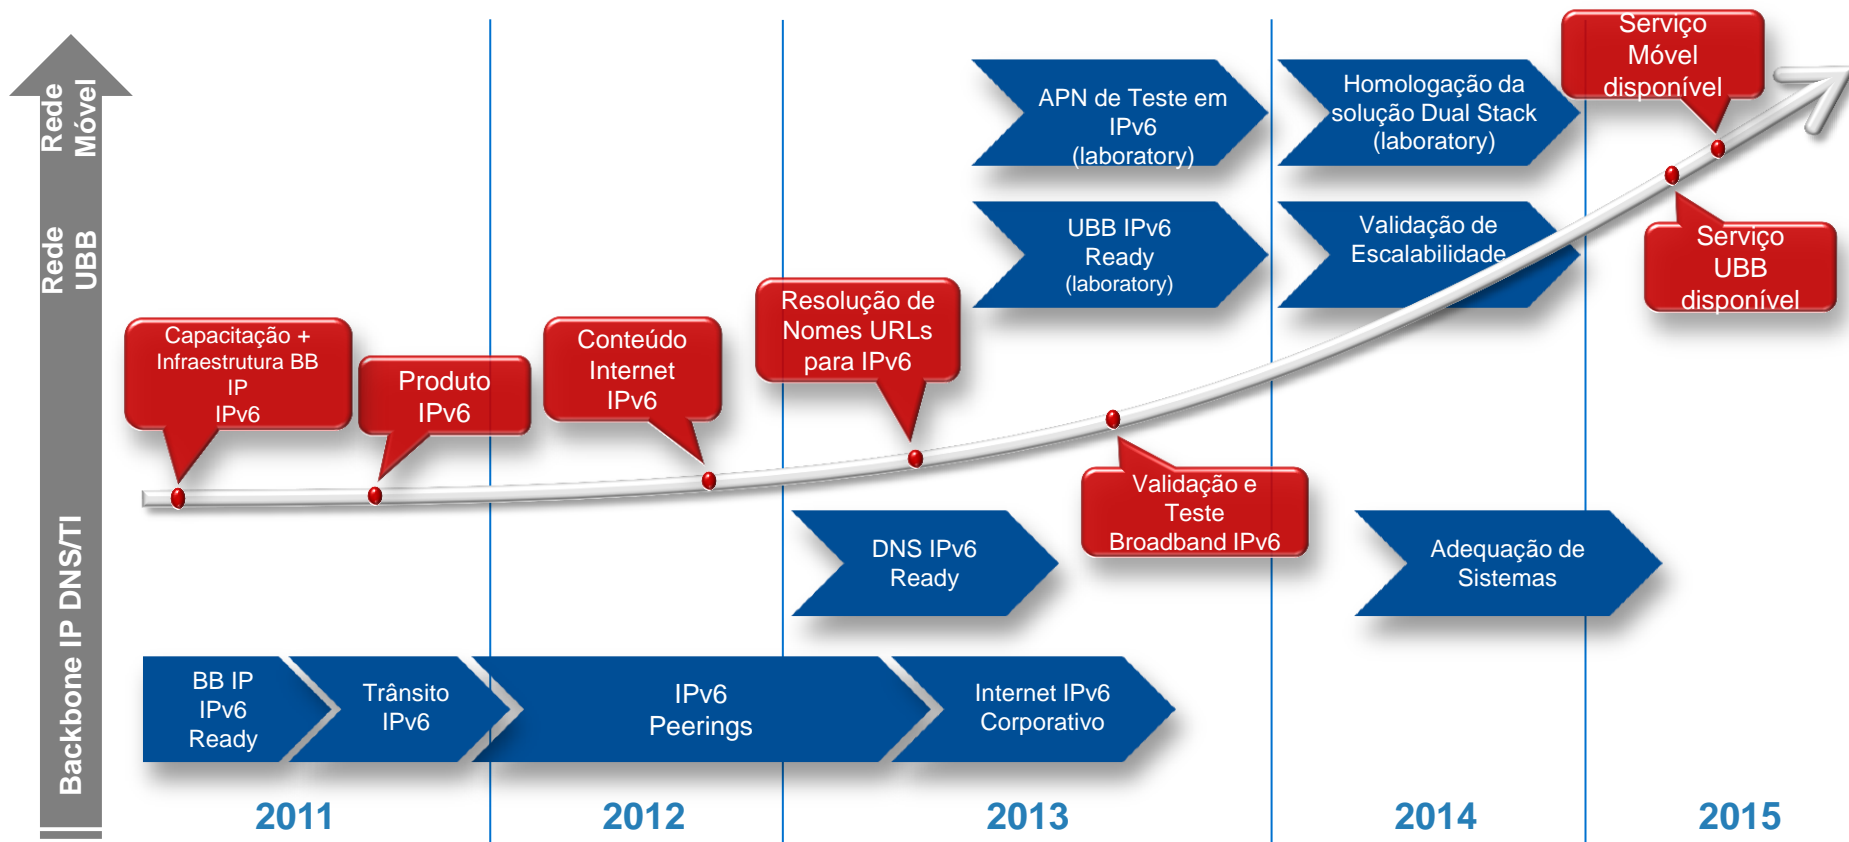 Rede
Móvel
Rede
UBB
Backbone IP DNS/TI
APN de Teste em
IPv6
(laboratory)
Homologação da
solução Dual Stack
(laboratory)
Serviço
Móvel
disponível
UBB IPv6
Ready
(laboratory)
Validação de
Escalabilidade
Serviço
UBB
disponível
Capacitação +
Infraestrutura BB
IP
IPv6
Produto
IPv6
Conteúdo
Internet
IPv6
Resolução de
Nomes URLs
para IPv6
Validação e
Teste
Broadband IPv6
DNS IPv6
Ready
Adequação de
Sistemas
BB IP
IPv6
Ready
Trânsito
IPv6
IPv6
Peerings
Internet IPv6
Corporativo
2011
2012
2013
2014
2015